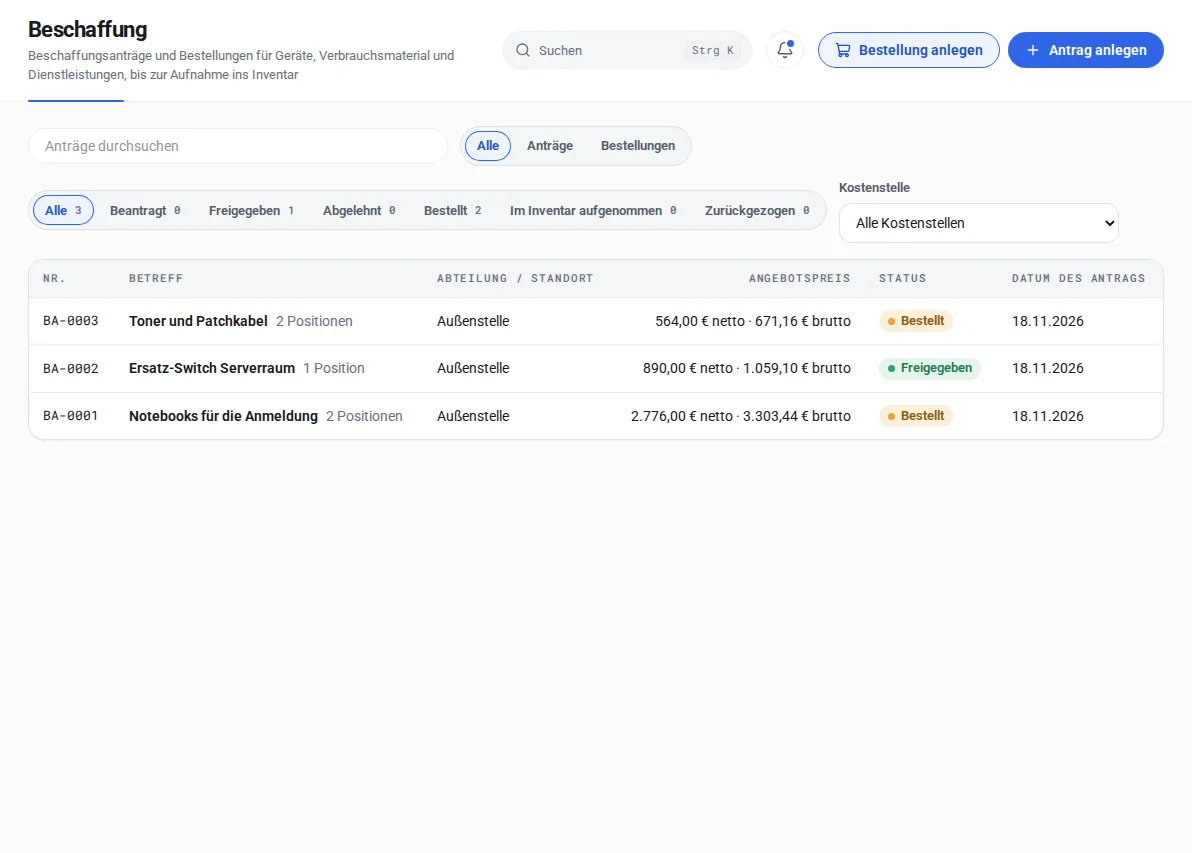 Beschaffung
Beschaffungsanträge und Bestellungen für Geräte, Verbrauchsmaterial und
Dienstleistungen, bis zur Aufnahme ins Inventar
Suchen Strg K
Bestellung anlegen
Antrag anlegen
Anträge durchsuchen
Alle Anträge Bestellungen
Alle 3 Beantragt 0 Freigegeben 1 Abgelehnt 0 Bestellt 2 Im Inventar aufgenommen 0 Zurückgezogen 0
Kostenstelle
Alle Kostenstellen
NR. BETREFF ABTEILUNG / STANDORT ANGEBOTSPREIS STATUS DATUM DES ANTRAGS
BA-0003 Toner und Patchkabel 2 Positionen Außenstelle 564,00 € netto · 671,16 € brutto Bestellt 18.11.2026
BA-0002 Ersatz-Switch Serverraum 1 Position Außenstelle 890,00 € netto · 1.059,10 € brutto Freigegeben 18.11.2026
BA-0001 Notebooks für die Anmeldung 2 Positionen Außenstelle 2.776,00 € netto · 3.303,44 € brutto Bestellt 18.11.2026